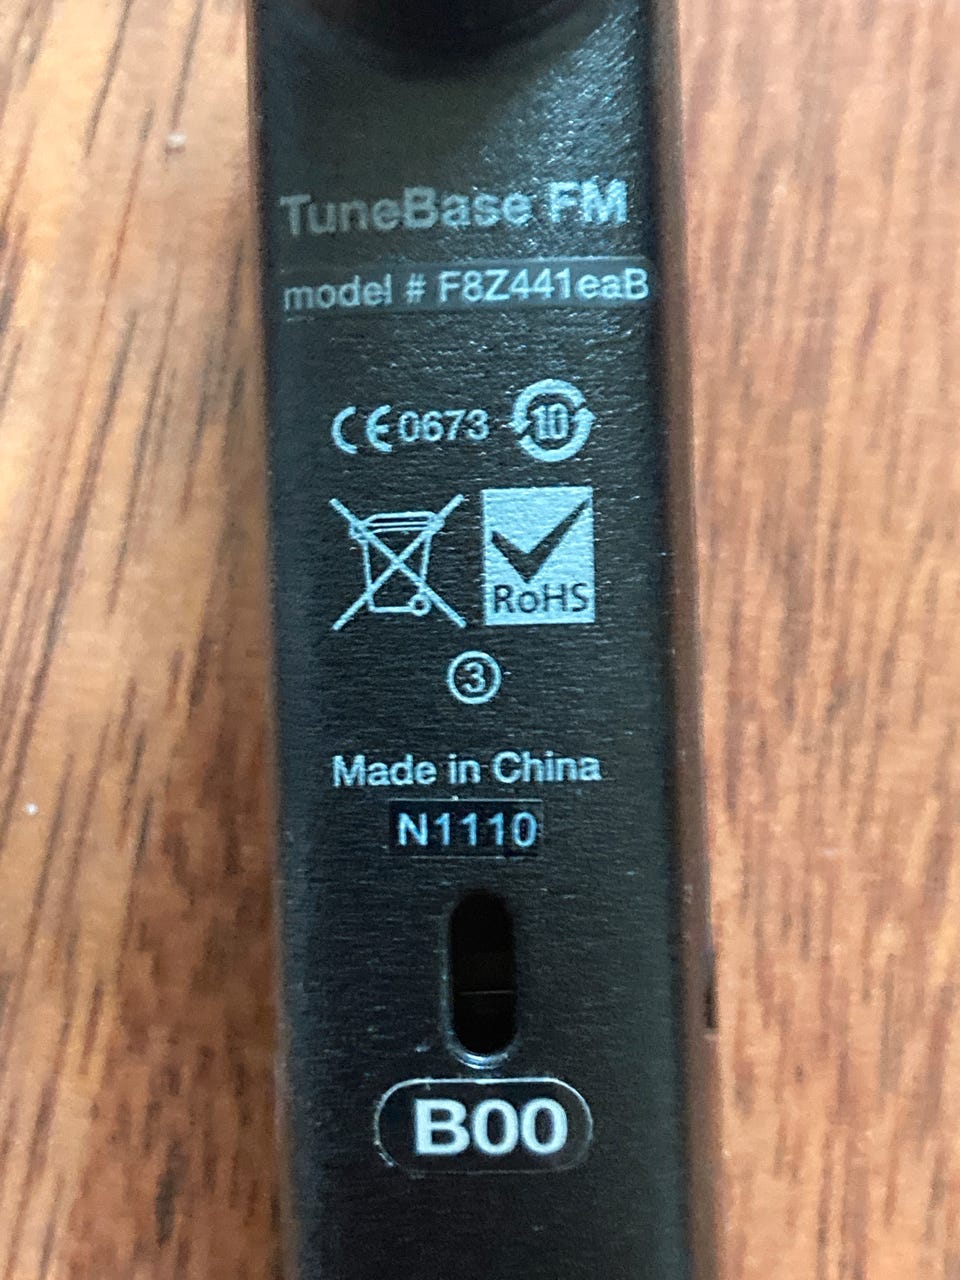 TuneBase FM
model # F8Z441eaB
CE0673 10
RoHS
3
Made in China
N1110
B00